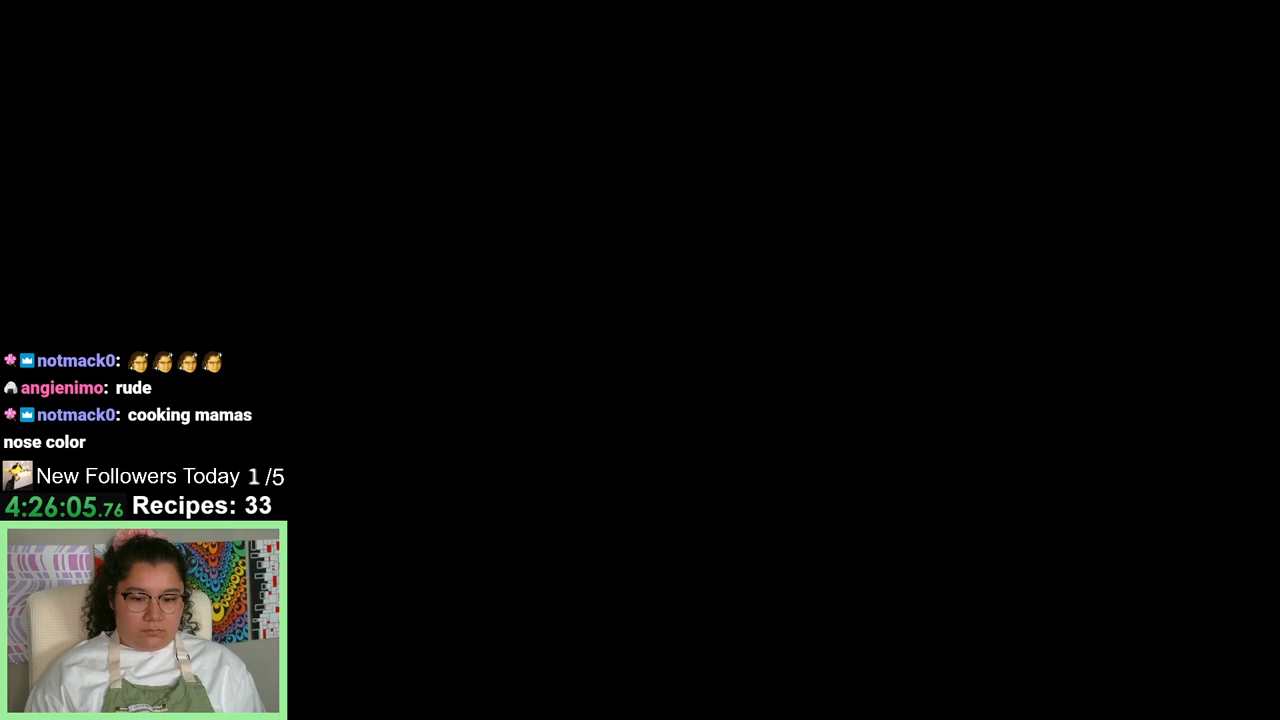 notmack0:
angienimo: rude
notmack0: cooking mamas
nose color
New Followers Today 1 /5
4:26:05.76 Recipes: 33